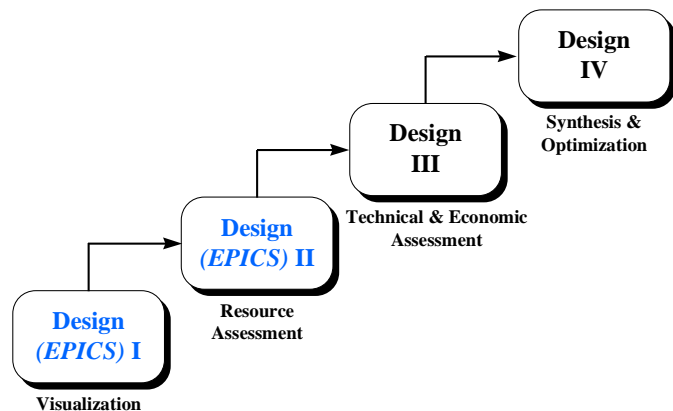 Design
IV
Synthesis &
Optimization
Design
III
Technical & Economic
Assessment
Design
(EPICS) II
Resource
Assessment
Design
(EPICS) I
Visualization